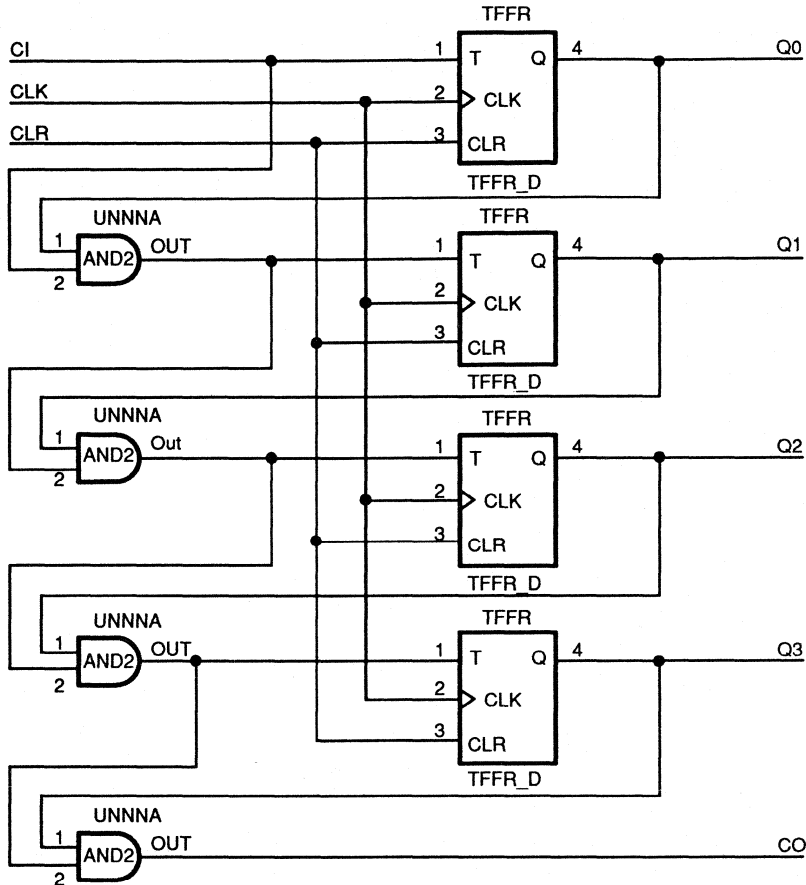 TFFR
CI 1 T Q 4 Q0
CLK 2 CLK
CLR 3 CLR
TFFR_D
UNNNA TFFR
1 AND2 OUT 1 T Q 4 Q1
2
2 CLK
3 CLR
TFFR_D
UNNNA TFFR
1 AND2 Out 1 T Q 4 Q2
2
2 CLK
3 CLR
TFFR_D
UNNNA TFFR
1 AND2 OUT 1 T Q 4 Q3
2
2 CLK
3 CLR
TFFR_D
UNNNA
1 AND2 OUT CO
2